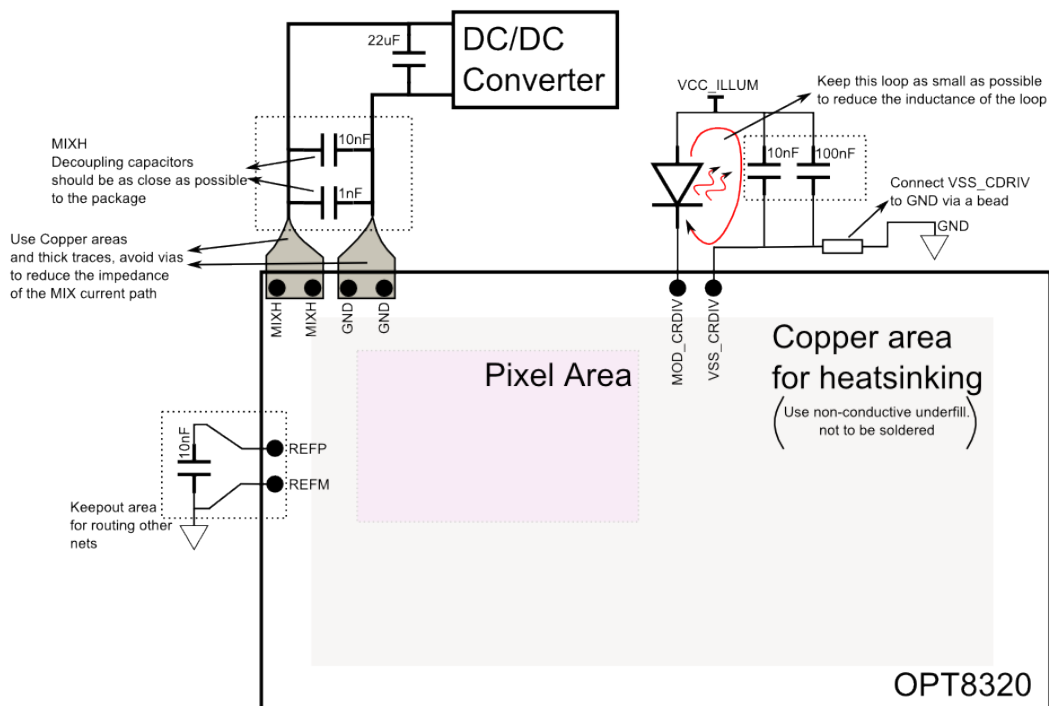 22uF
DC/DC
Converter
VCC_ILLUM
Keep this loop as small as possible
to reduce the inductance of the loop
MIXH
Decoupling capacitors
should be as close as possible
to the package
10nF
1nF
10nF
100nF
Connect VSS_CDRIV
to GND via a bead
GND
Use Copper areas
and thick traces, avoid vias
to reduce the impedance
of the MIX current path
MIXH
MIXH
GND
GND
MOD_CRDIV
VSS_CRDIV
Pixel Area
Copper area
for heatsinking
(Use non-conductive underfill.
not to be soldered)
10nF
REFP
REFM
Keepout area
for routing other
nets
OPT8320